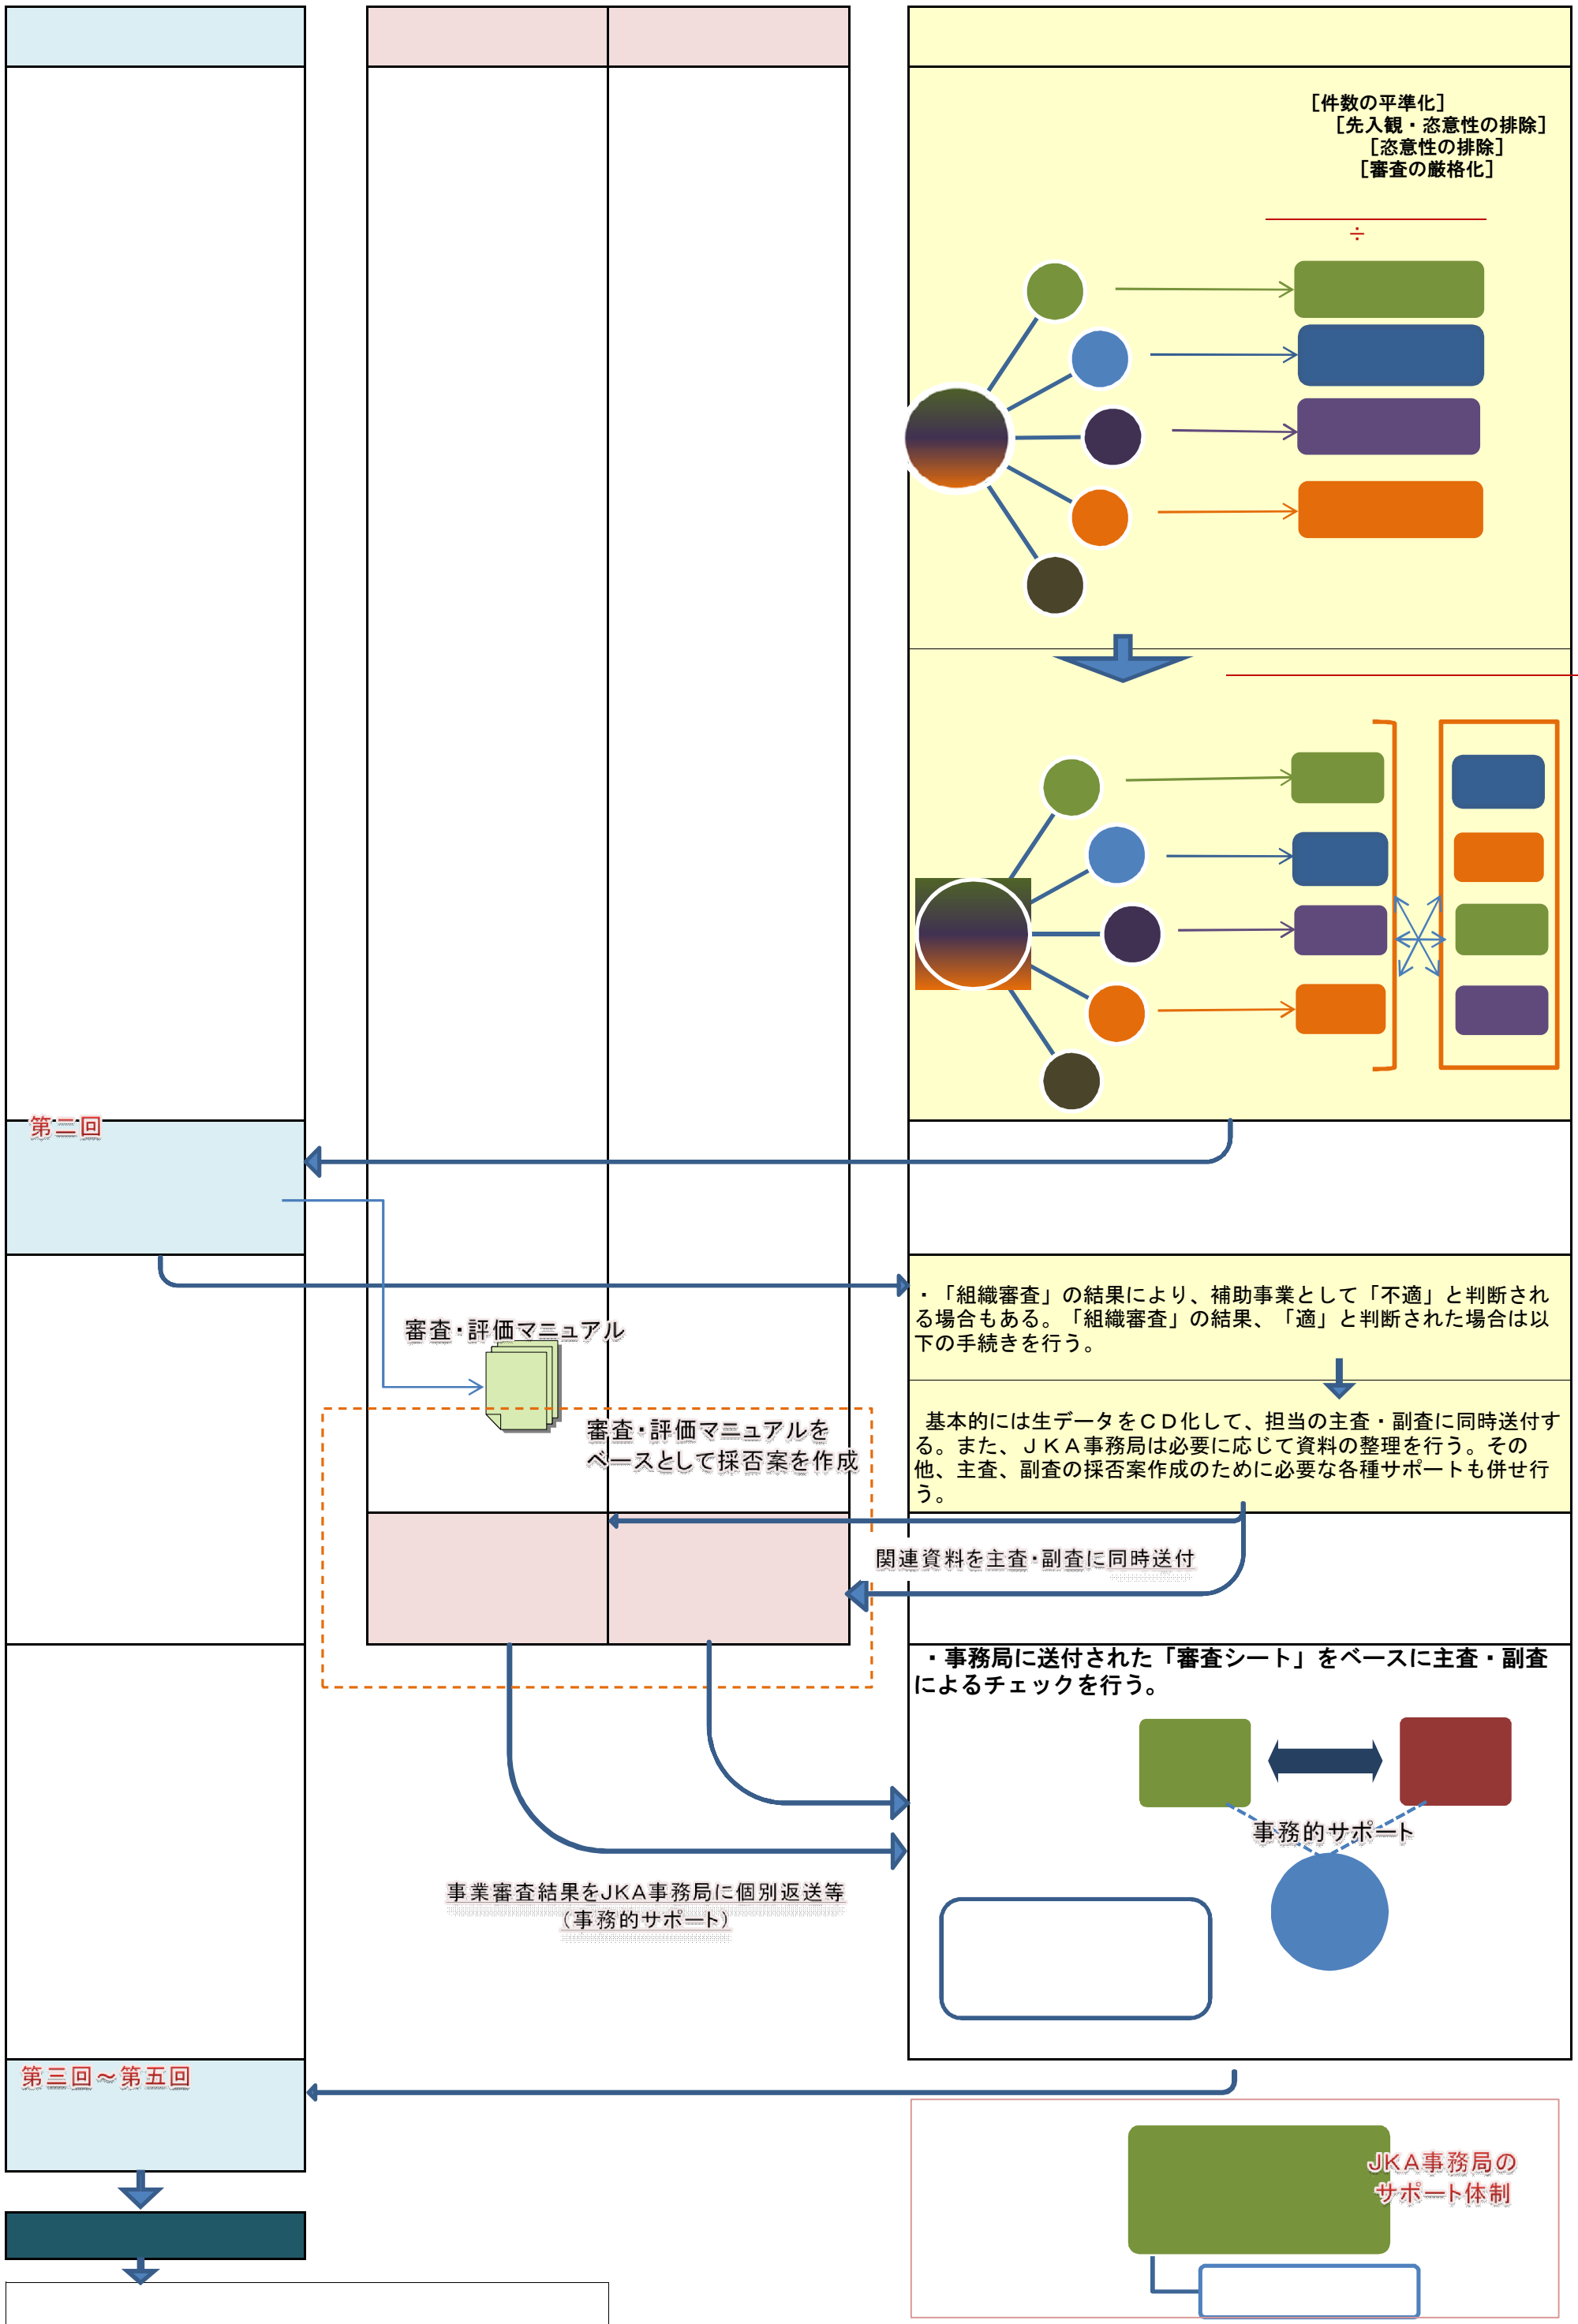 ［件数の平準化］
［先入観・恣意性の排除］
［恣意性の排除］
［審査の厳格化］
÷
第二回
・「組織審査」の結果により、補助事業として「不適」と判断され
る場合もある。「組織審査」の結果、「適」と判断された場合は以
下の手続きを行う。
審査・評価マニュアル
審査・評価マニュアルを
ベースとして採否案を作成
基本的には生データをＣＤ化して、担当の主査・副査に同時送付す
る。また、ＪＫＡ事務局は必要に応じて資料の整理を行う。その
他、主査、副査の採否案作成のために必要な各種サポートも併せ行
う。
関連資料を主査・副査に同時送付
・事務局に送付された「審査シート」をベースに主査・副査
によるチェックを行う。
事務的サポート
事業審査結果をJKA事務局に個別返送等
（事務的サポート）
第三回～第五回
JKA事務局の
サポート体制